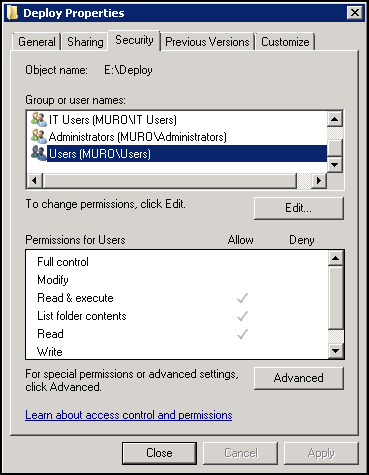 Deploy Properties
General Sharing Security Previous Versions Customize
Object name: E:\Deploy
Group or user names:
IT Users (MURO\IT Users)
Administrators (MURO\Administrators)
Users (MURO\Users)
To change permissions, click Edit.
Edit...
Permissions for Users Allow Deny
Full control
Modify
Read & execute
List folder contents
Read
Write
For special permissions or advanced settings,
click Advanced.
Advanced
Learn about access control and permissions
Close Cancel Apply